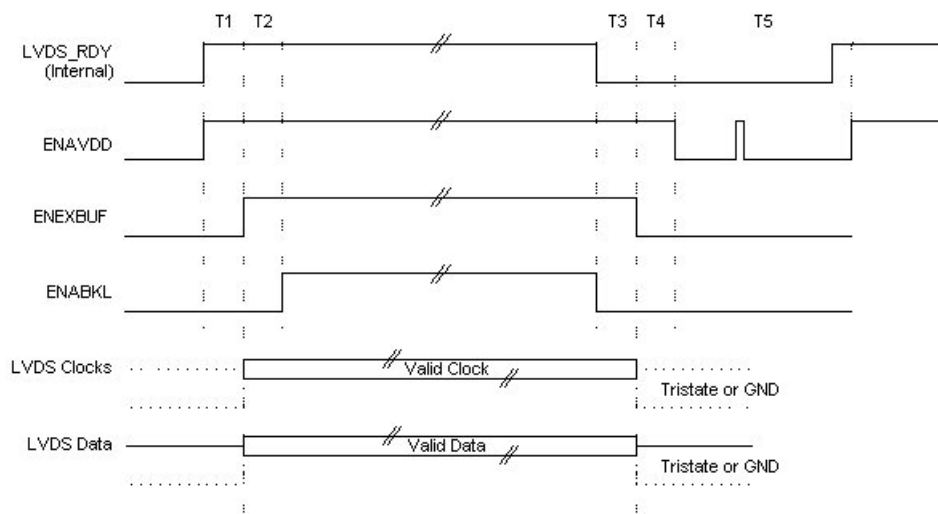 T1 T2 T3 T4 T5
LVDS_RDY
(Internal)
ENAVDD
ENEXBUF
ENABKL
LVDS Clocks
Valid Clock
Tristate or GND
LVDS Data
Valid Data
Tristate or GND